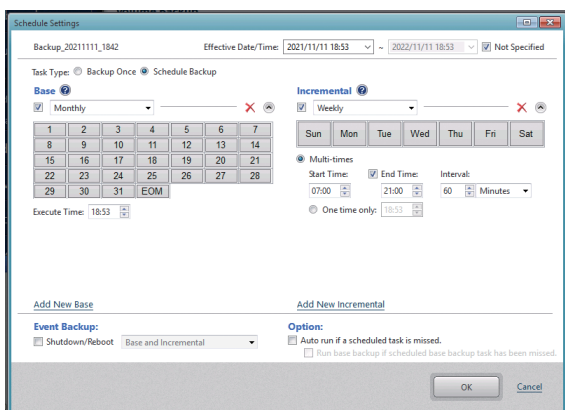 Schedule Settings
Backup_20211111_1842 Effective Date/Time: 2021/11/11 18:53 ~ 2022/11/11 18:53 Not Specified
Task Type: Backup Once Schedule Backup
Base Incremental
Monthly Weekly
1 2 3 4 5 6 7
8 9 10 11 12 13 14
15 16 17 18 19 20 21
22 23 24 25 26 27 28
29 30 31 EOM
Execute Time: 18:53
Sun Mon Tue Wed Thu Fri Sat
Multi-times
Start Time: End Time: Interval:
07:00 21:00 60 Minutes
One time only: 18:53
Add New Base Add New Incremental
Event Backup: Option:
Shutdown/Reboot Base and Incremental Auto run if a scheduled task is missed.
Run base backup if scheduled base backup task has been missed.
OK Cancel